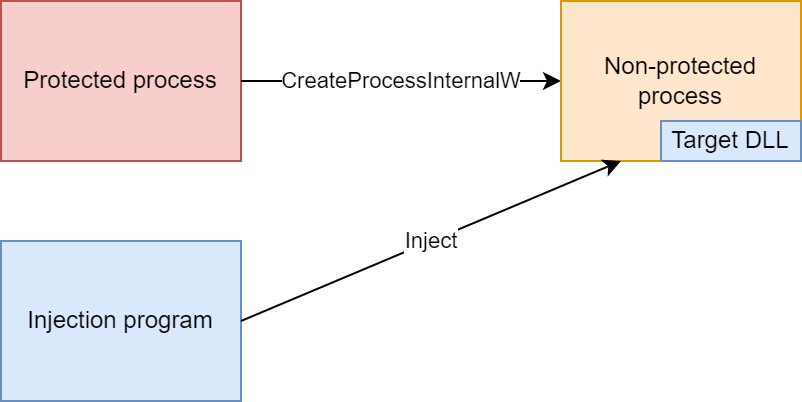 Protected process
CreateProcessInternalW
Non-protected
process
Target DLL
Inject
Injection program